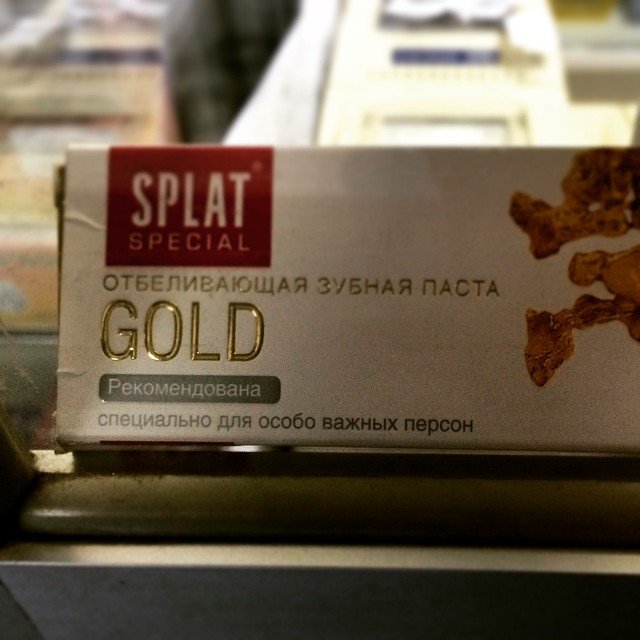 SPLAT®
SPECIAL
ОТБЕЛИВАЮЩАЯ ЗУБНАЯ ПАСТА
GOLD
Рекомендована
специально для особо важных персон